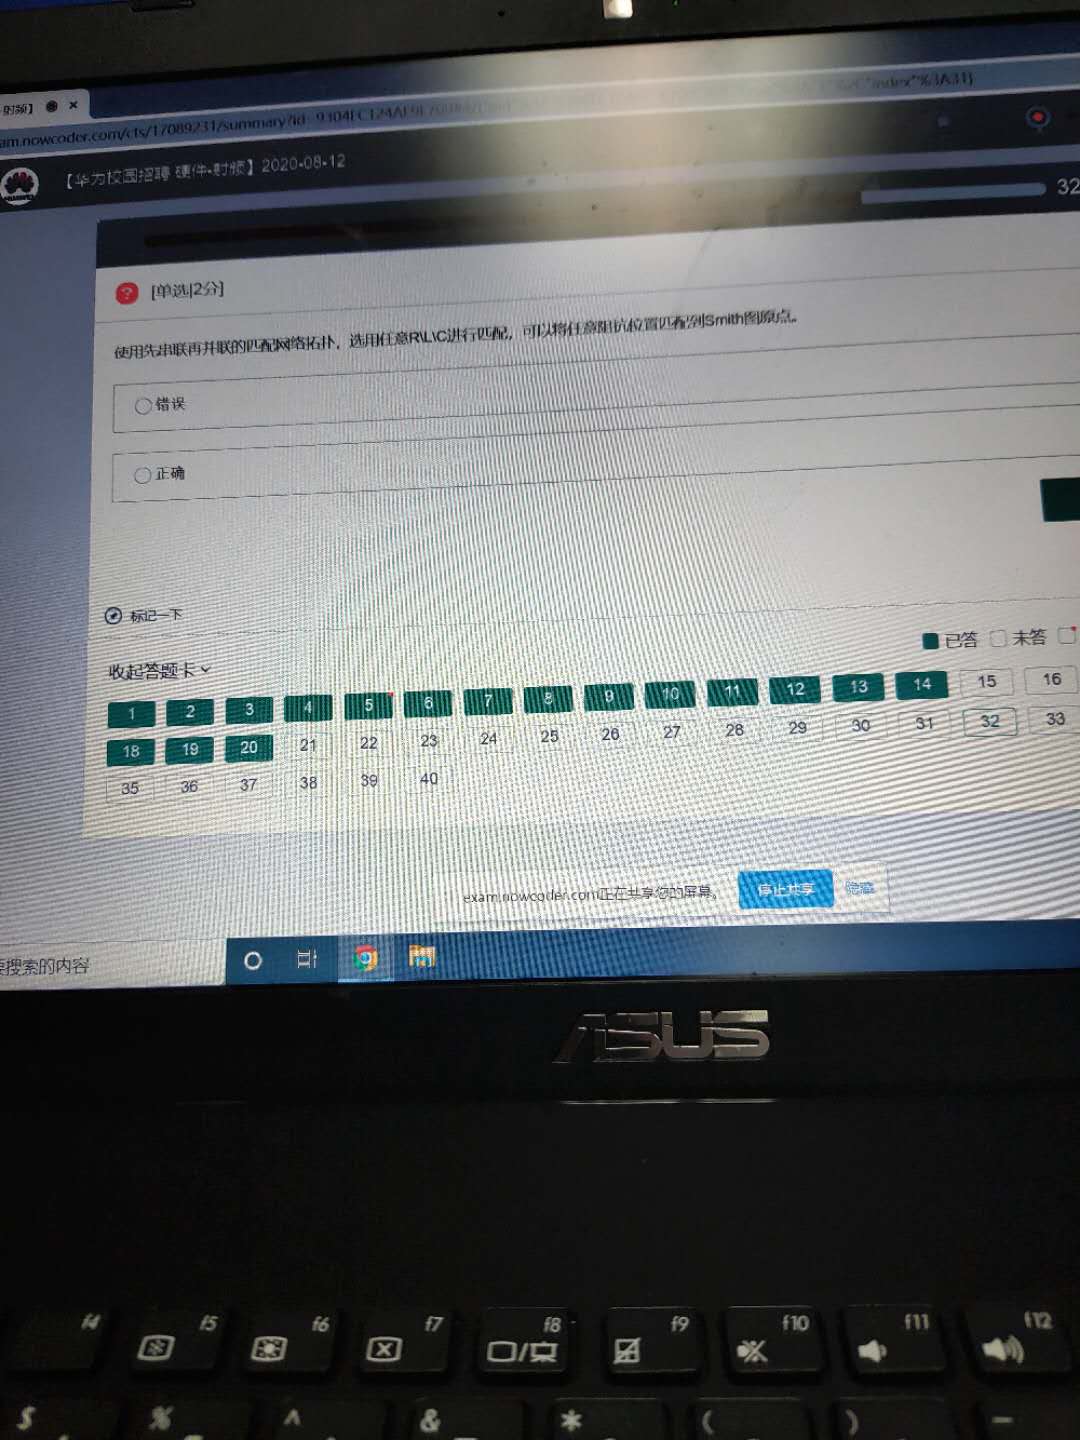 射频】
am.nowcoder.com/cts/17089231/summary?id=
【华为校园招聘 硬件-射频】2020-08-12
32
[单选|2分]
使用先串联再并联的匹配网络拓扑，选用任意R\L\C进行匹配，可以将任意阻抗位置匹配到Smith图原点。
错误
正确
标记一下
收起答题卡
已答 未答
1 2 3 4 5 6 7 8 9 10 11 12 13 14 15 16
18 19 20 21 22 23 24 25 26 27 28 29 30 31 32 33
35 36 37 38 39 40
exam.nowcoder.com正在共享您的屏幕。 停止共享 隐藏
要搜索的内容
ASUS
f4 f5 f6 f7 f8 f9 f10 f11 f12
$ % ^ & * ( ) -